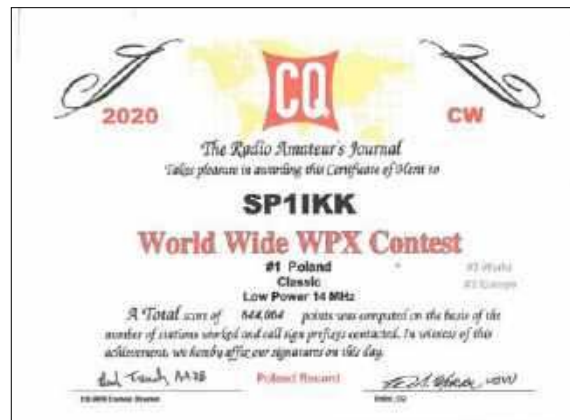 CQ
2020
CW
The Radio Amateur's Journal
Takes pleasure in awarding this Certificate of Merit to
SP1IKK
World Wide WPX Contest
#1 Poland
Classic
Low Power 14 MHz
A Total score of points was computed on the basis of the
number of stations worked and call sign prefixes contacted. In witness of this
achievement, we hereby affix our signatures on this day.
Poland Record